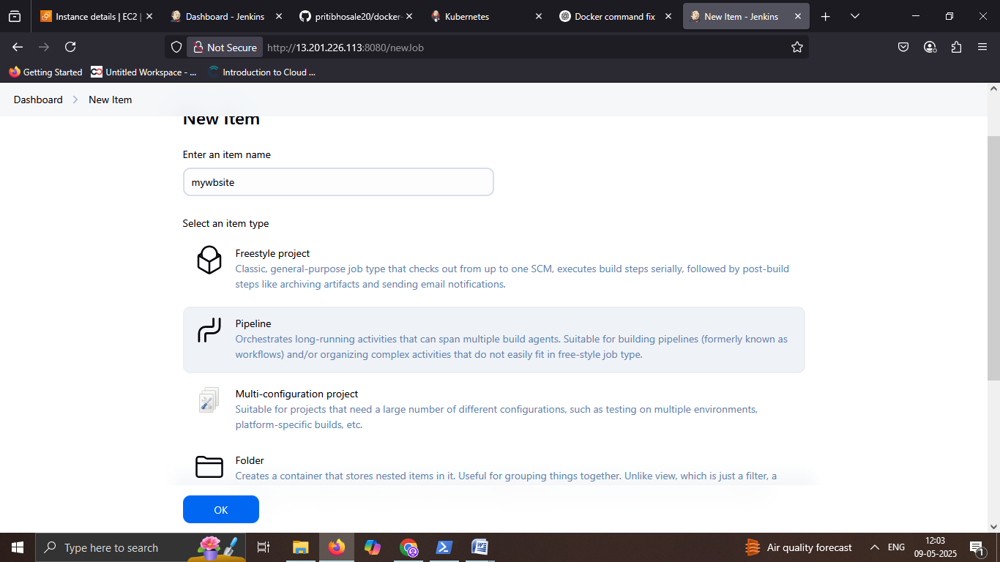 Instance details | EC2 |
Dashboard - Jenkins
pritibhosale20/docker-
Kubernetes
Docker command fix
New Item - Jenkins
Not Secure
http://13.201.226.113:8080/newJob
Getting Started
Untitled Workspace - ...
Introduction to Cloud ...
Dashboard
New Item
New Item
Enter an item name
mywbsite
Select an item type
Freestyle project
Classic, general-purpose job type that checks out from up to one SCM, executes build steps serially, followed by post-build
steps like archiving artifacts and sending email notifications.
Pipeline
Orchestrates long-running activities that can span multiple build agents. Suitable for building pipelines (formerly known as
workflows) and/or organizing complex activities that do not easily fit in free-style job type.
Multi-configuration project
Suitable for projects that need a large number of different configurations, such as testing on multiple environments,
platform-specific builds, etc.
Folder
Creates a container that stores nested items in it. Useful for grouping things together. Unlike view, which is just a filter, a
OK
Type here to search
Air quality forecast
ENG
12:03
09-05-2025
1